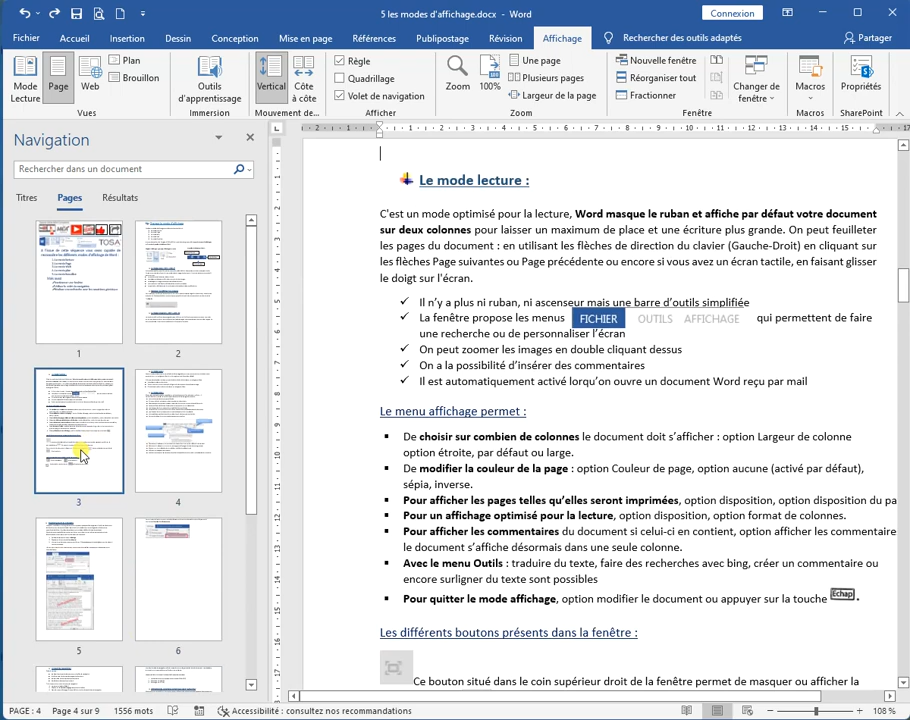 5 les modes d'affichage.docx - Word
Connexion
Fichier Accueil Insertion Dessin Conception Mise en page Références Publipostage Révision Affichage Rechercher des outils adaptés Partager
Mode Lecture
Page
Web
Plan
Brouillon
Vues
Outils d'apprentissage
Immersion
Vertical
Côte à côte
Mouvement de...
Règle
Quadrillage
Volet de navigation
Afficher
Zoom
100%
Une page
Plusieurs pages
Largeur de la page
Zoom
Nouvelle fenêtre
Réorganiser tout
Fractionner
Changer de fenêtre
Fenêtre
Macros
Macros
Propriétés
SharePoint
Navigation
Rechercher dans un document
Titres Pages Résultats
TOSA
1 2
3 4
5 6
Le mode lecture :
C'est un mode optimisé pour la lecture, Word masque le ruban et affiche par défaut votre document
sur deux colonnes pour laisser un maximum de place et une écriture plus grande. On peut feuilleter
les pages du document : en utilisant les flèches de direction du clavier (Gauche-Droit) en cliquant sur
les flèches Page suivantes ou Page précédente ou encore si vous avez un écran tactile, en faisant glisser
le doigt sur l'écran.
✓ Il n'y a plus ni ruban, ni ascenseur mais une barre d'outils simplifiée
✓ La fenêtre propose les menus FICHIER OUTILS AFFICHAGE qui permettent de faire
une recherche ou de personnaliser l'écran
✓ On peut zoomer les images en double cliquant dessus
✓ On a la possibilité d'insérer des commentaires
✓ Il est automatiquement activé lorqu'on ouvre un document Word reçu par mail
Le menu affichage permet :
▪ De choisir sur combien de colonnes le document doit s'afficher : option Largeur de colonne
option étroite, par défaut ou large.
▪ De modifier la couleur de la page : option Couleur de page, option aucune (activé par défaut),
sépia, inverse.
▪ Pour afficher les pages telles qu'elles seront imprimées, option disposition, option disposition du pa
▪ Pour un affichage optimisé pour la lecture, option disposition, option format de colonnes.
▪ Pour afficher les commentaires du document si celui-ci en contient, option afficher les commentaire
le document s'affiche désormais dans une seule colonne.
▪ Avec le menu Outils : traduire du texte, faire des recherches avec bing, créer un commentaire ou
encore surligner du texte sont possibles
▪ Pour quitter le mode affichage, option modifier le document ou appuyer sur la touche Echap .
Les différents boutons présents dans la fenêtre :
Ce bouton situé dans le coin supérieur droit de la fenêtre permet de masquer ou afficher la
PAGE : 4 Page 4 sur 9 1556 mots Accessibilité : consultez nos recommandations 108 %